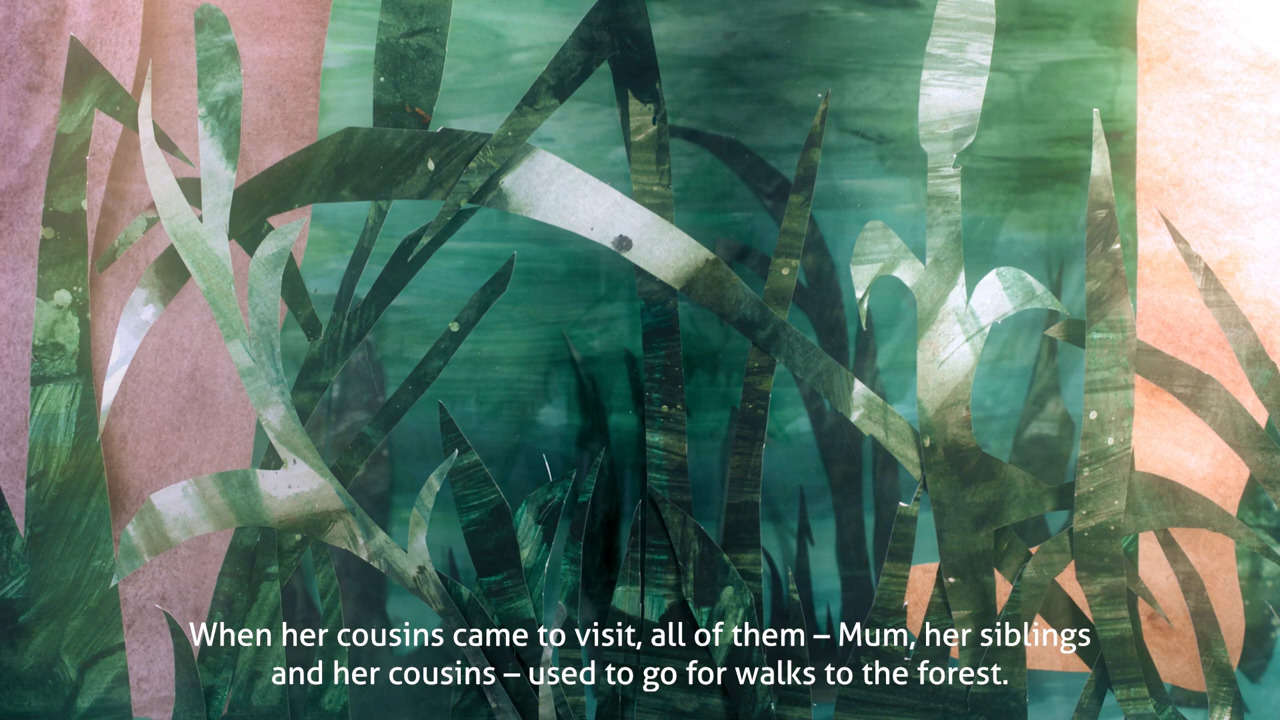 When her cousins came to visit, all of them – Mum, her siblings
and her cousins – used to go for walks to the forest.